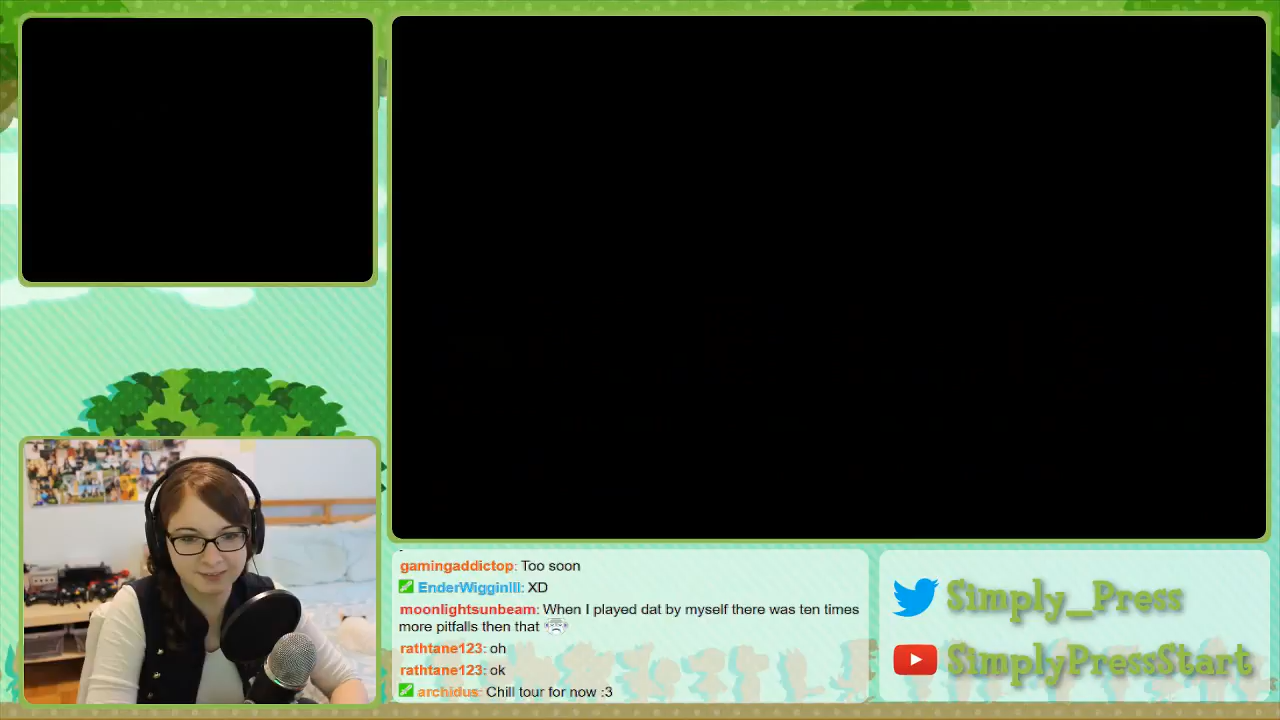 gamingaddictop: Too soon
EnderWigginIII: XD
moonlightsunbeam: When I played dat by myself there was ten times
more pitfalls then that
rathtane123: oh
rathtane123: ok
archidus: Chill tour for now :3
Simply_Press
SimplyPressStart